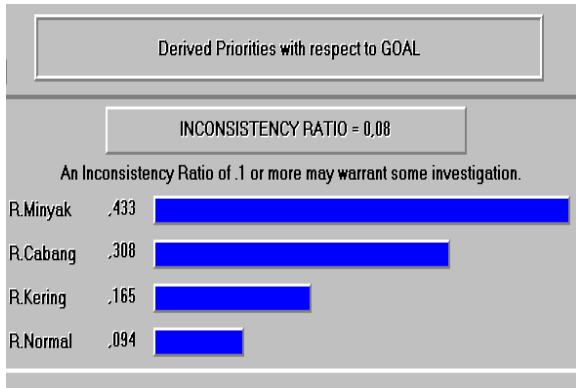 Derived Priorities with respect to GOAL
INCONSISTENCY RATIO = 0,08
An Inconsistency Ratio of .1 or more may warrant some investigation.
R.Minyak ,433
R.Cabang ,308
R.Kering ,165
R.Normal ,094